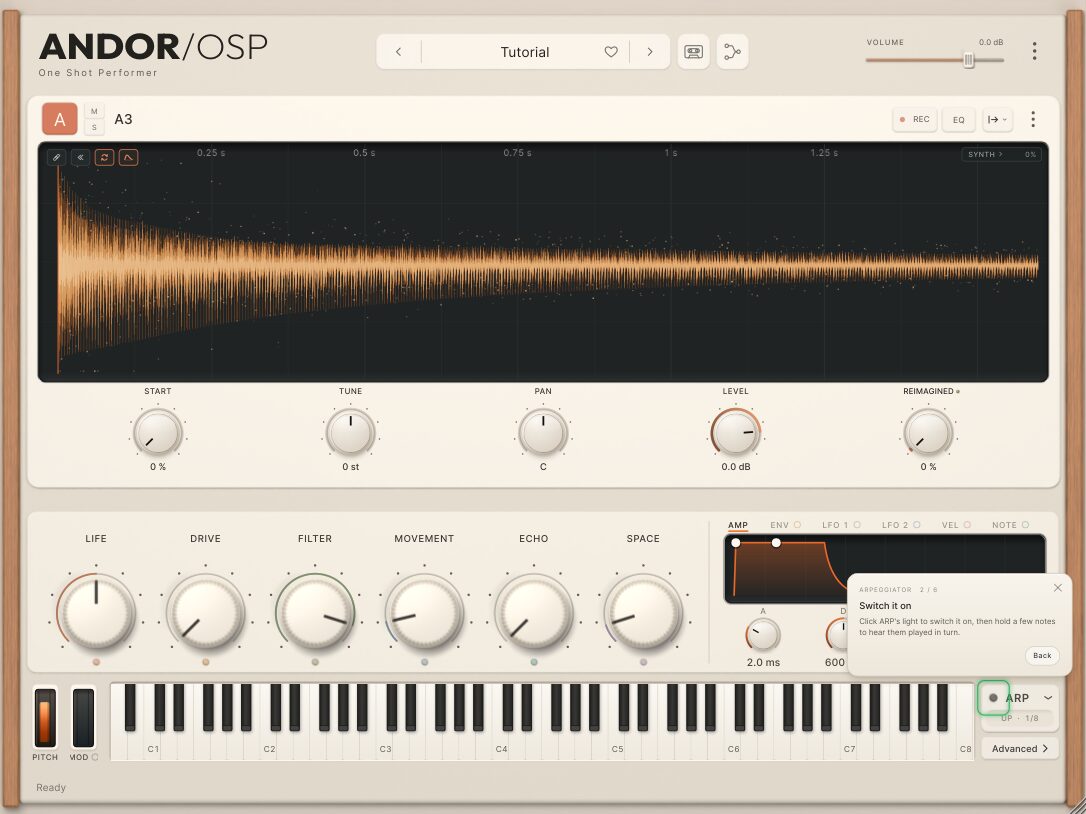 ANDOR/OSP
One Shot Performer
Tutorial
VOLUME 0.0 dB
A
M
S
A3
REC
EQ
0.25 s 0.5 s 0.75 s 1 s 1.25 s
SYNTH 0%
START TUNE PAN LEVEL REIMAGINED
0 % 0 st C 0.0 dB 0 %
LIFE DRIVE FILTER MOVEMENT ECHO SPACE
AMP ENV LFO 1 LFO 2 VEL NOTE
A D
2.0 ms 600
ARPEGGIATOR 2 / 6
Switch it on
Click ARP's light to switch it on, then hold a few notes
to hear them played in turn.
Back
PITCH MOD
C1 C2 C3 C4 C5 C6 C7 C8
ARP
UP · 1/8
Advanced
Ready